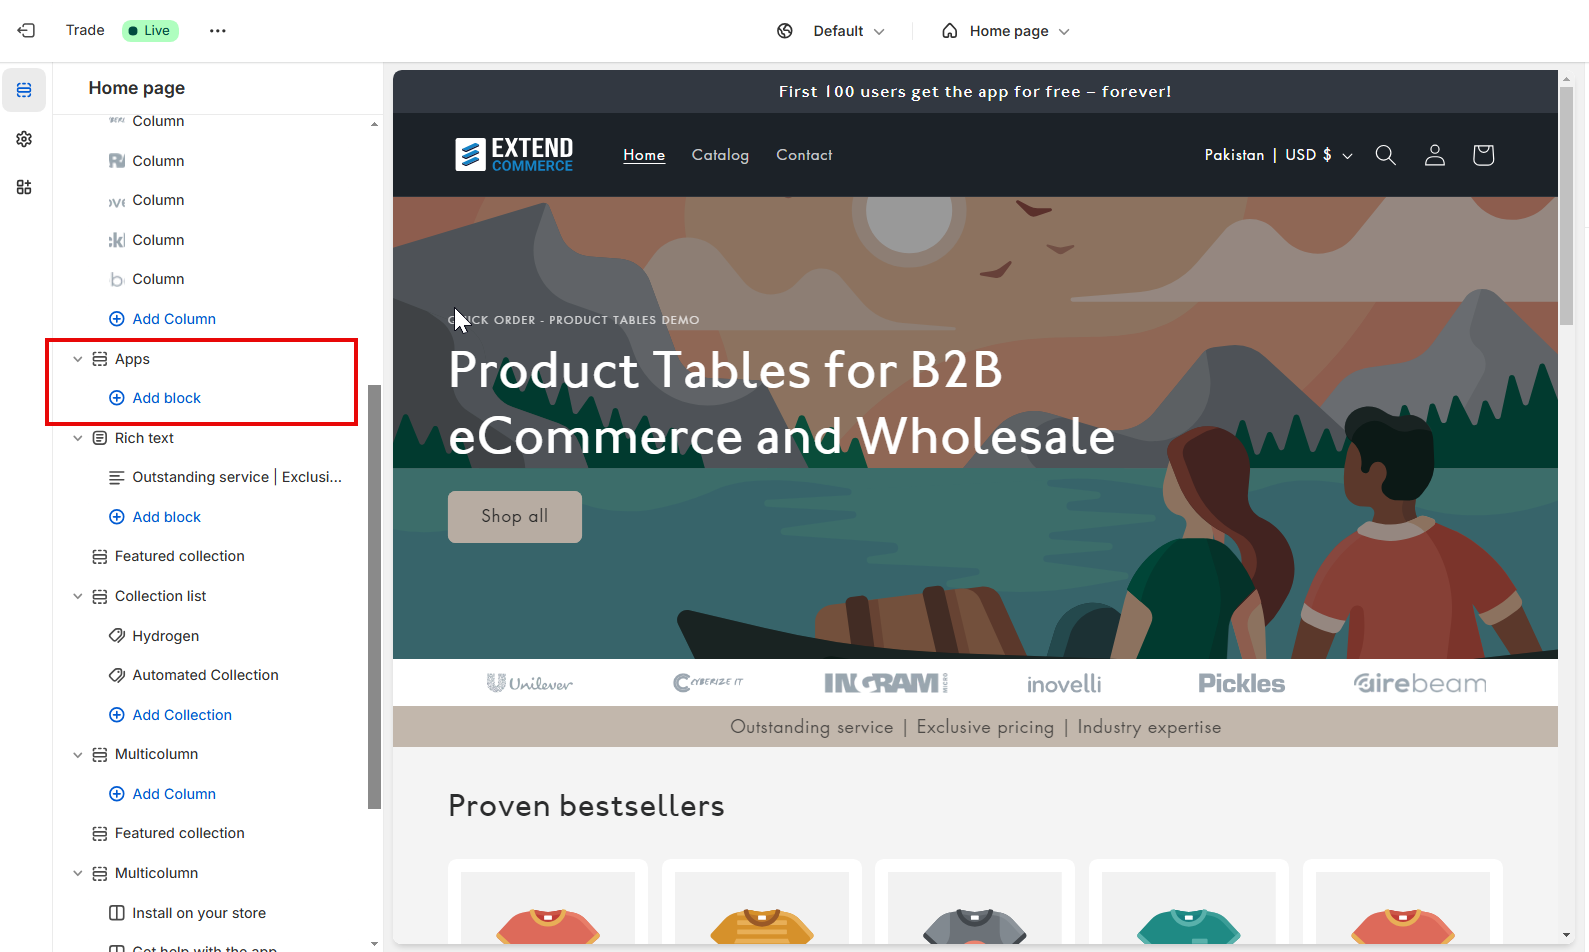 Trade
Live
Default
Home page
Home page
Column
Column
Column
Column
Column
Add Column
Apps
Add block
Rich text
Outstanding service | Exclusi...
Add block
Featured collection
Collection list
Hydrogen
Automated Collection
Add Collection
Multicolumn
Add Column
Featured collection
Multicolumn
Install on your store
Get help with the app
First 100 users get the app for free – forever!
EXTEND
COMMERCE
Home
Catalog
Contact
Pakistan | USD $
QUICK ORDER - PRODUCT TABLES DEMO
Product Tables for B2B
eCommerce and Wholesale
Shop all
Unilever
CYBERIZE IT
INGRAM MICRO
inovelli
Pickles
airebeam
Outstanding service | Exclusive pricing | Industry expertise
Proven bestsellers